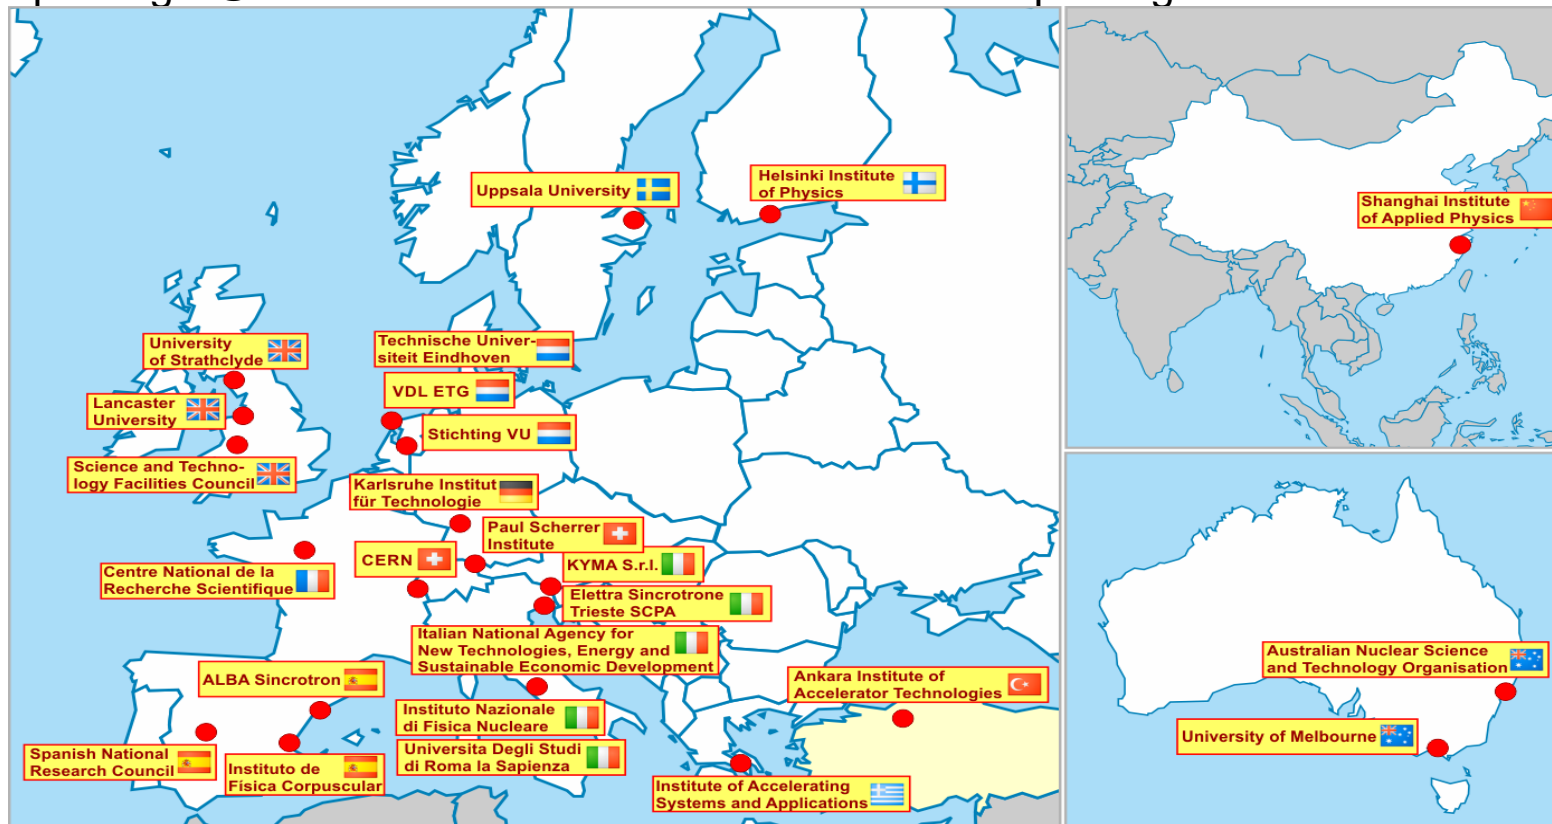 Uppsala University
Helsinki Institute
of Physics
Shanghai Institute
of Applied Physics
University
of Strathclyde
Technische Univer-
siteit Eindhoven
VDL ETG
Lancaster
University
Stichting VU
Science and Techno-
logy Facilities Council
Karlsruhe Institut
für Technologie
Paul Scherrer
Institute
CERN
KYMA S.r.l.
Centre National de la
Recherche Scientifique
Elettra Sincrotrone
Trieste SCPA
Italian National Agency for
New Technologies, Energy and
Sustainable Economic Development
ALBA Sincrotron
Ankara Institute of
Accelerator Technologies
Instituto Nazionale
di Fisica Nucleare
Spanish National
Research Council
Instituto de
Física Corpuscular
Universita Degli Studi
di Roma la Sapienza
Institute of Accelerating
Systems and Applications
Australian Nuclear Science
and Technology Organisation
University of Melbourne